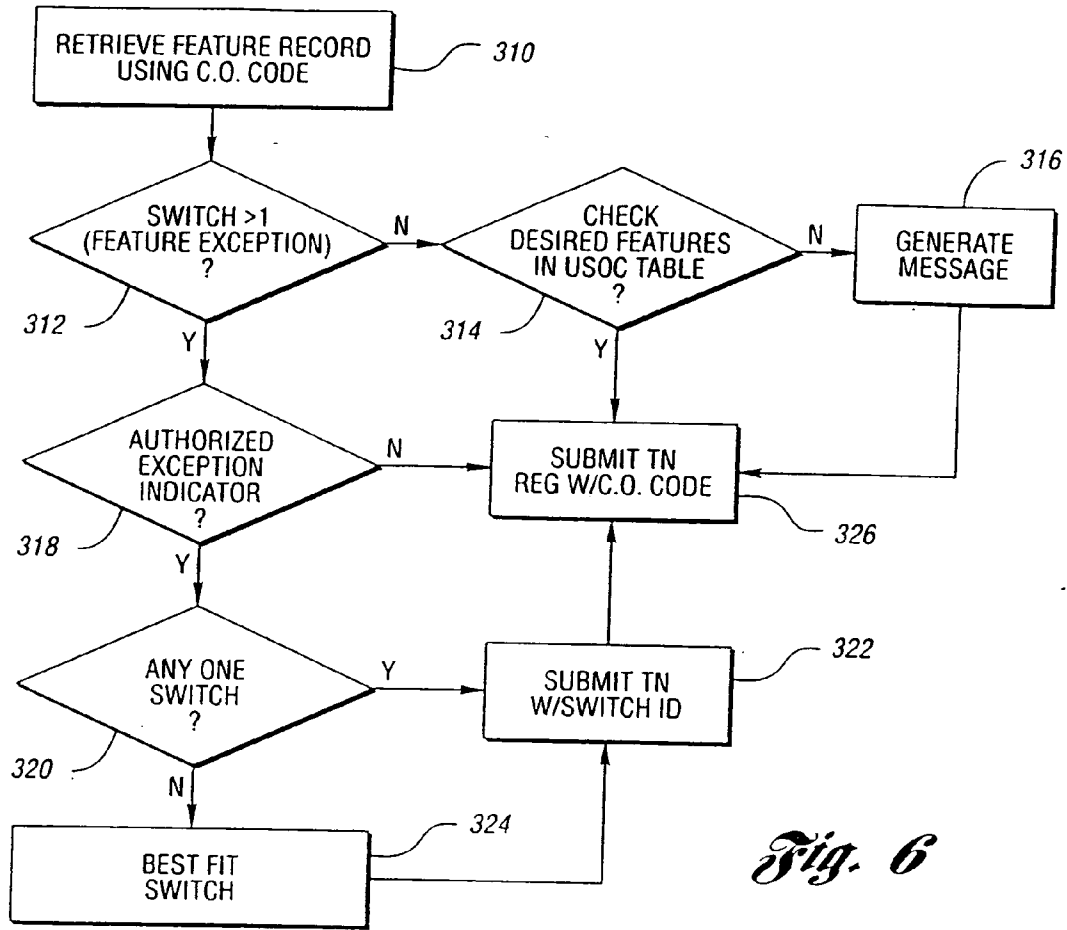 RETRIEVE FEATURE RECORD
USING C.O. CODE
310
SWITCH >1
(FEATURE EXCEPTION)
?
312
N
Y
CHECK
DESIRED FEATURES
IN USOC TABLE
?
314
N
Y
316
GENERATE
MESSAGE
AUTHORIZED
EXCEPTION
INDICATOR
?
318
N
Y
SUBMIT TN
REG W/C.O. CODE
326
ANY ONE
SWITCH
?
320
Y
N
SUBMIT TN
W/SWITCH ID
322
BEST FIT
SWITCH
324
Fig. 6